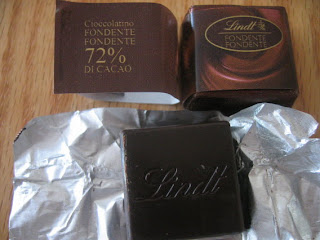 Cioccolatino
FONDENTE
FONDENTE
72%
DI CACAO
Lindt
FONDENTE
FONDENTE
Lindt